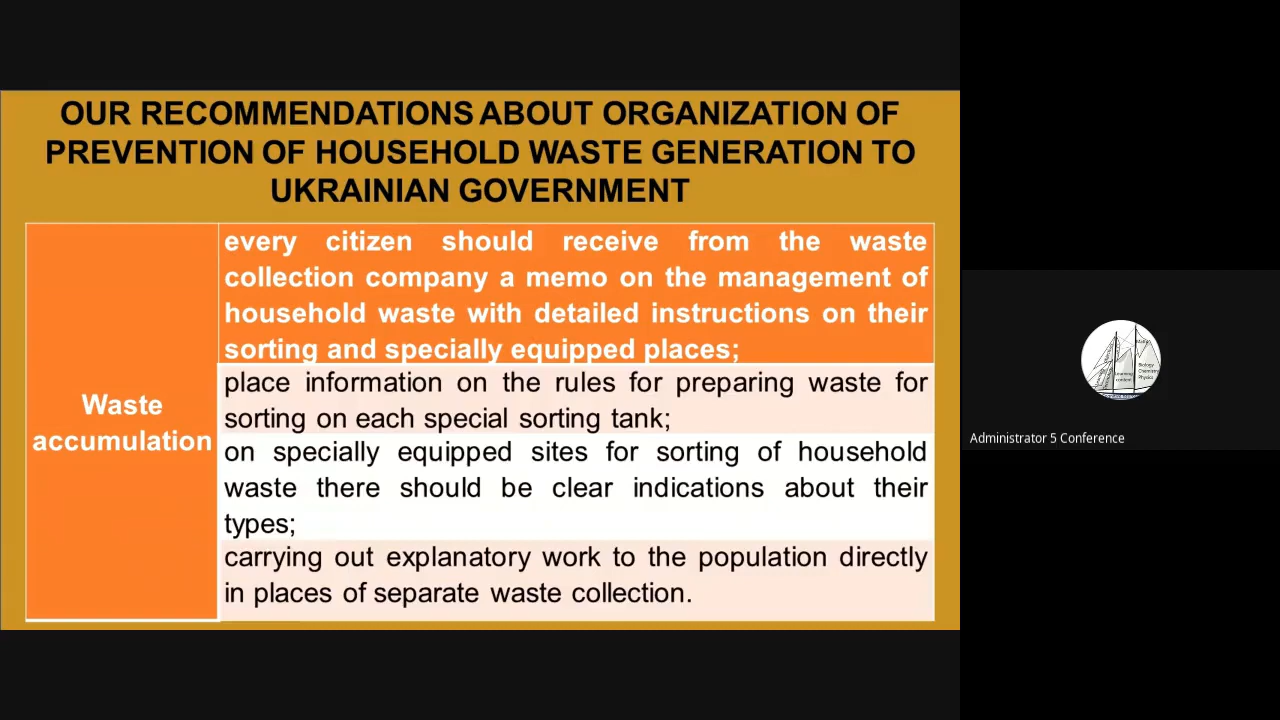 OUR RECOMMENDATIONS ABOUT ORGANIZATION OF
PREVENTION OF HOUSEHOLD WASTE GENERATION TO
UKRAINIAN GOVERNMENT
Waste
accumulation
every citizen should receive from the waste
collection company a memo on the management of
household waste with detailed instructions on their
sorting and specially equipped places;
place information on the rules for preparing waste for
sorting on each special sorting tank;
on specially equipped sites for sorting of household
waste there should be clear indications about their
types;
carrying out explanatory work to the population directly
in places of separate waste collection.
Biology
Chemistry
Physics
Administrator 5 Conference